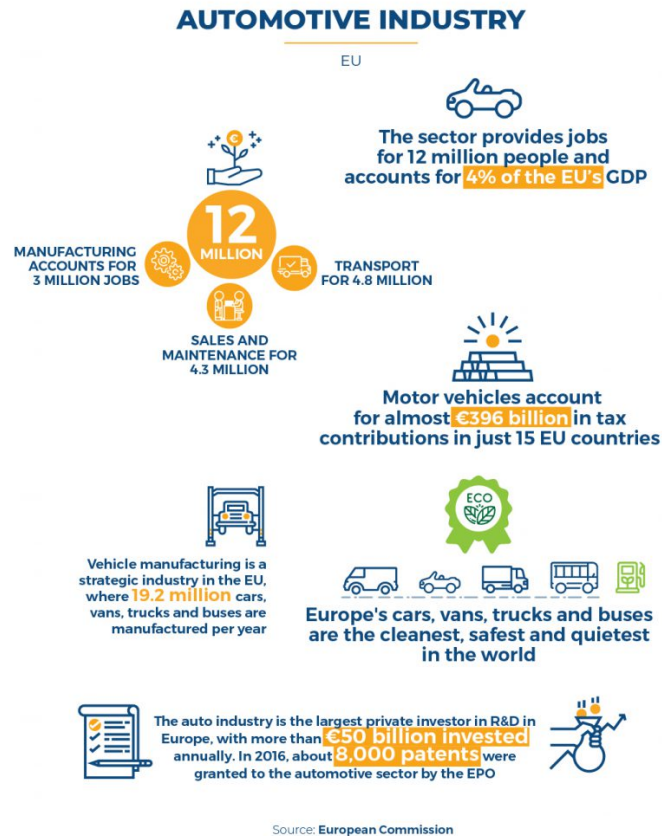 AUTOMOTIVE INDUSTRY
EU
The sector provides jobs
for 12 million people and
accounts for 4% of the EU's GDP
€
12
MILLION
MANUFACTURING
ACCOUNTS FOR
3 MILLION JOBS
TRANSPORT
FOR 4.8 MILLION
SALES AND
MAINTENANCE FOR
4.3 MILLION
Motor vehicles account
for almost €396 billion in tax
contributions in just 15 EU countries
ECO
Vehicle manufacturing is a
strategic industry in the EU,
where 19.2 million cars,
vans, trucks and buses are
manufactured per year
Europe's cars, vans, trucks and buses
are the cleanest, safest and quietest
in the world
The auto industry is the largest private investor in R&D in
Europe, with more than €50 billion invested
annually. In 2016, about 8,000 patents were
granted to the automotive sector by the EPO
Source: European Commission